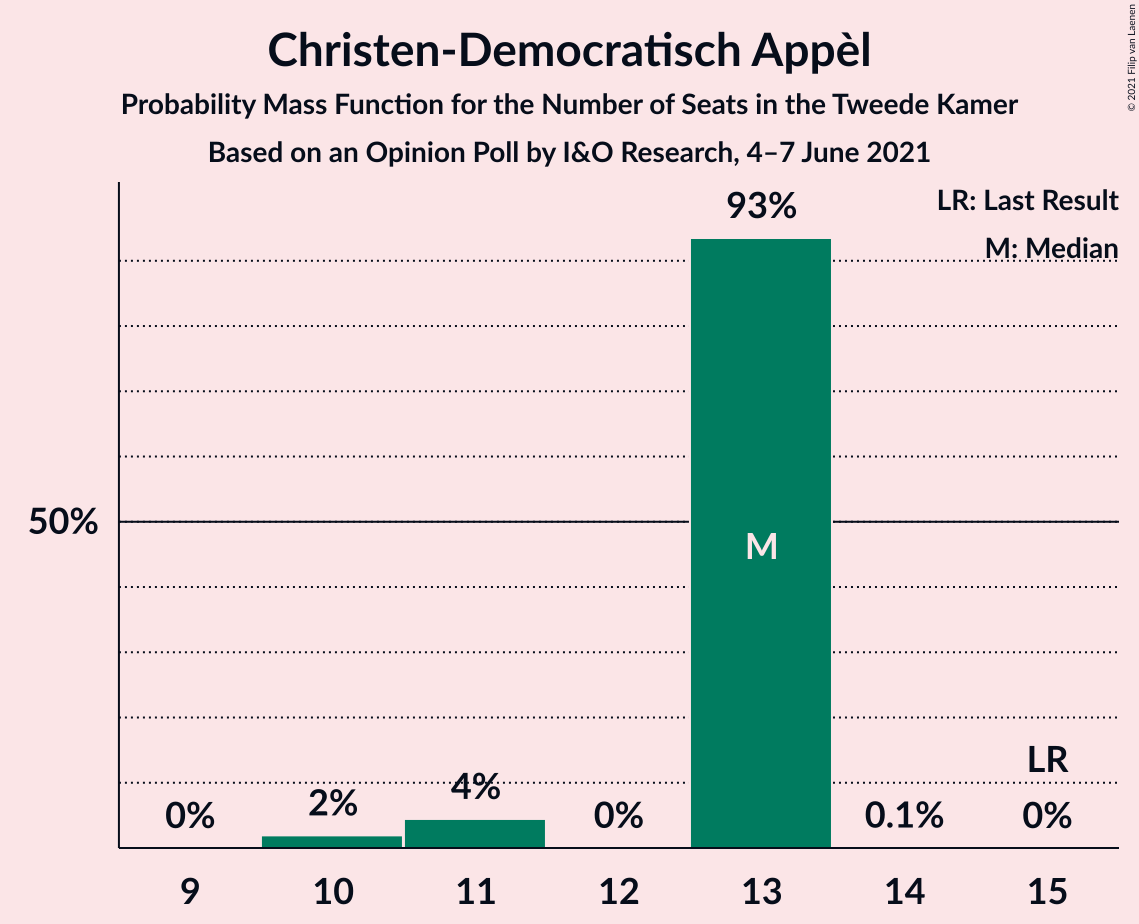 Christen-Democratisch Appèl
Probability Mass Function for the Number of Seats in the Tweede Kamer
Based on an Opinion Poll by I&O Research, 4–7 June 2021
© 2021 Filip van Laenen
LR: Last Result
M: Median
93%
50%
M
LR
0%
2%
4%
0%
0.1%
0%
9
10
11
12
13
14
15